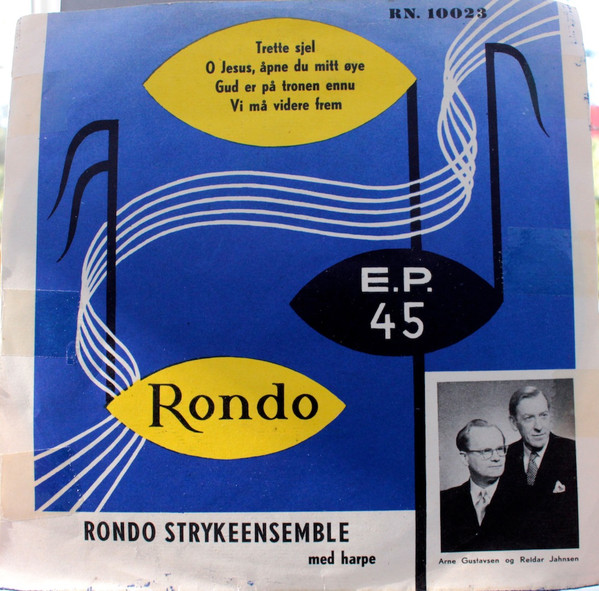 RN. 10023
Trette sjel
O Jesus, åpne du mitt øye
Gud er på tronen ennu
Vi må videre frem
E.P.
45
Rondo
RONDO STRYKEENSEMBLE
med harpe
Arne Gustavsen og Reidar Jahnsen